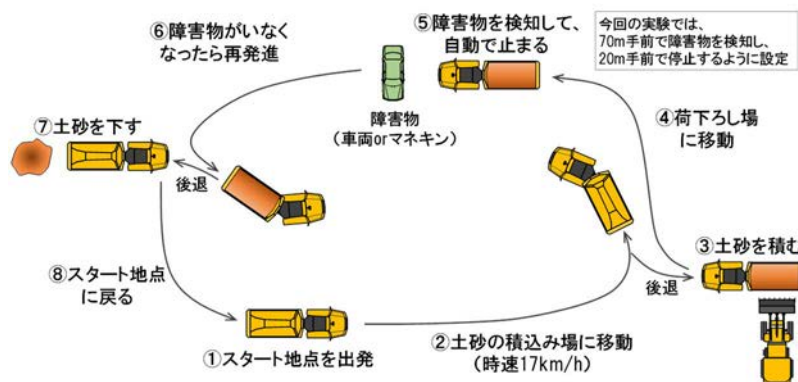 ⑥障害物がいなく
なったら再発進
⑤障害物を検知して、
自動で止まる
今回の実験では、
70m手前で障害物を検知し、
20m手前で停止するように設定
障害物
（車両orマネキン）
④荷下ろし場
に移動
⑦土砂を下す
後退
③土砂を積む
後退
⑧スタート地点
に戻る
①スタート地点を出発
②土砂の積込み場に移動
（時速17km/h）